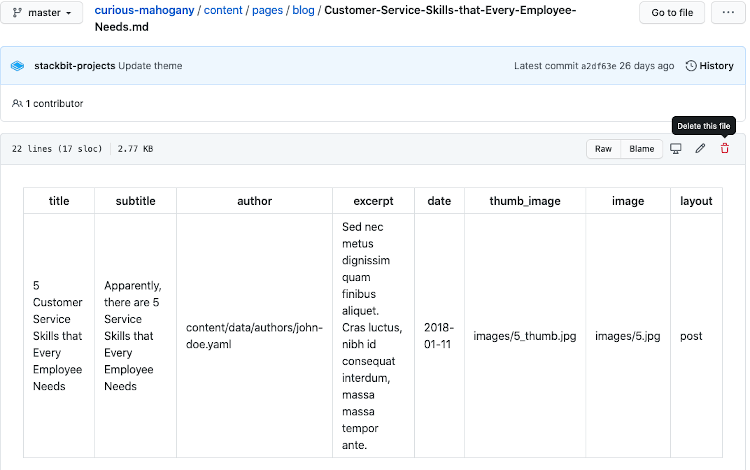 master
curious-mahogany / content / pages / blog / Customer-Service-Skills-that-Every-Employee-
Needs.md
Go to file
...
stackbit-projects Update theme
Latest commit a2df63e 26 days ago
History
1 contributor
Delete this file
22 lines (17 sloc) 2.77 KB
Raw
Blame
title subtitle author excerpt date thumb_image image layout
5
Customer
Service
Skills that
Every
Employee
Needs
Apparently,
there are 5
Service
Skills that
Every
Employee
Needs
content/data/authors/john-
doe.yaml
Sed nec
metus
dignissim
quam
finibus
aliquet.
Cras luctus,
nibh id
consequat
interdum,
massa
massa
tempor
ante.
2018-
01-11
images/5_thumb.jpg
images/5.jpg
post